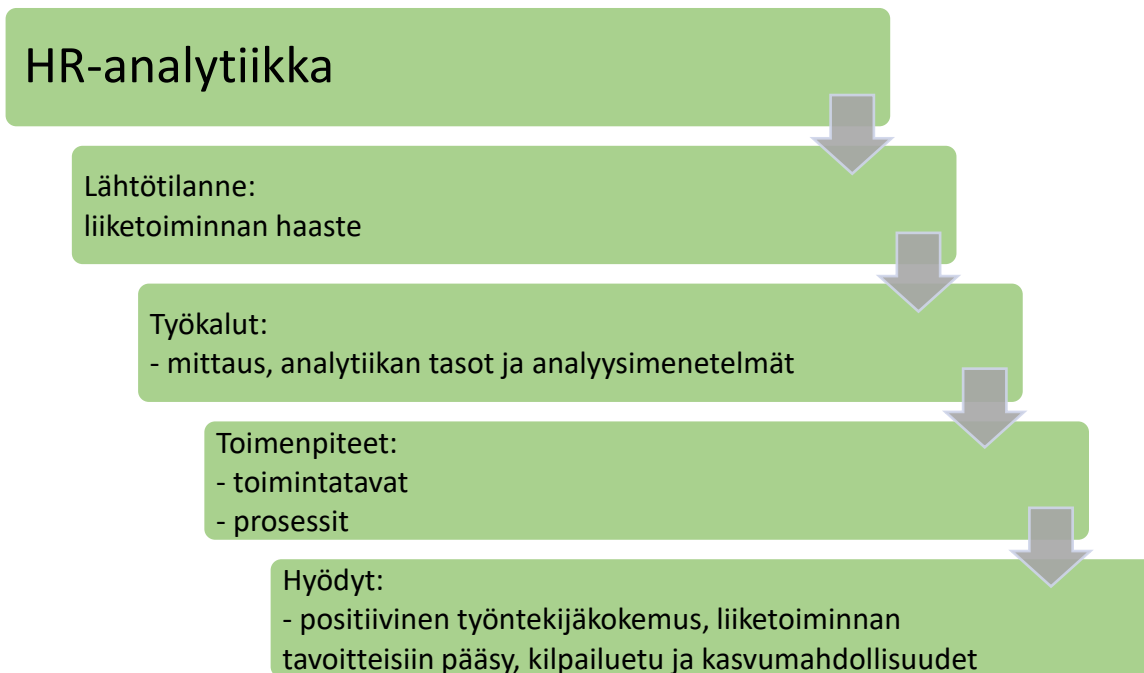 HR-analytiikka
Lähtötilanne:
liiketoiminnan haaste
Työkalut:
- mittaus, analytiikan tasot ja analyysimenetelmät
Toimenpiteet:
- toimintatavat
- prosessit
Hyödyt:
- positiivinen työntekijäkokemus, liiketoiminnan
tavoitteisiin pääsy, kilpailuetu ja kasvumahdollisuudet